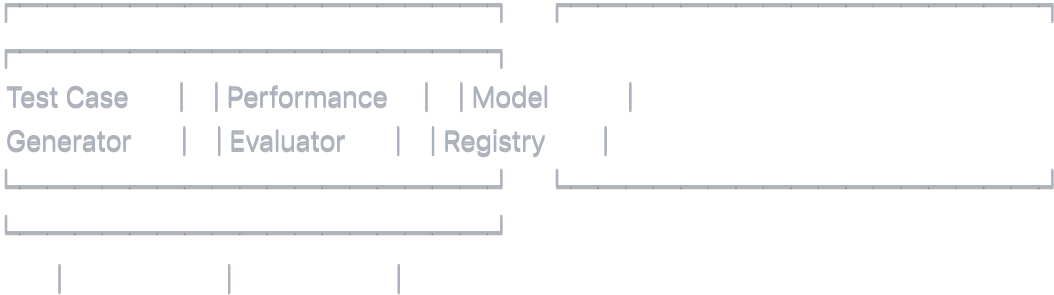 Test Case │ │ Performance │ │ Model │
Generator │ │ Evaluator │ │ Registry │